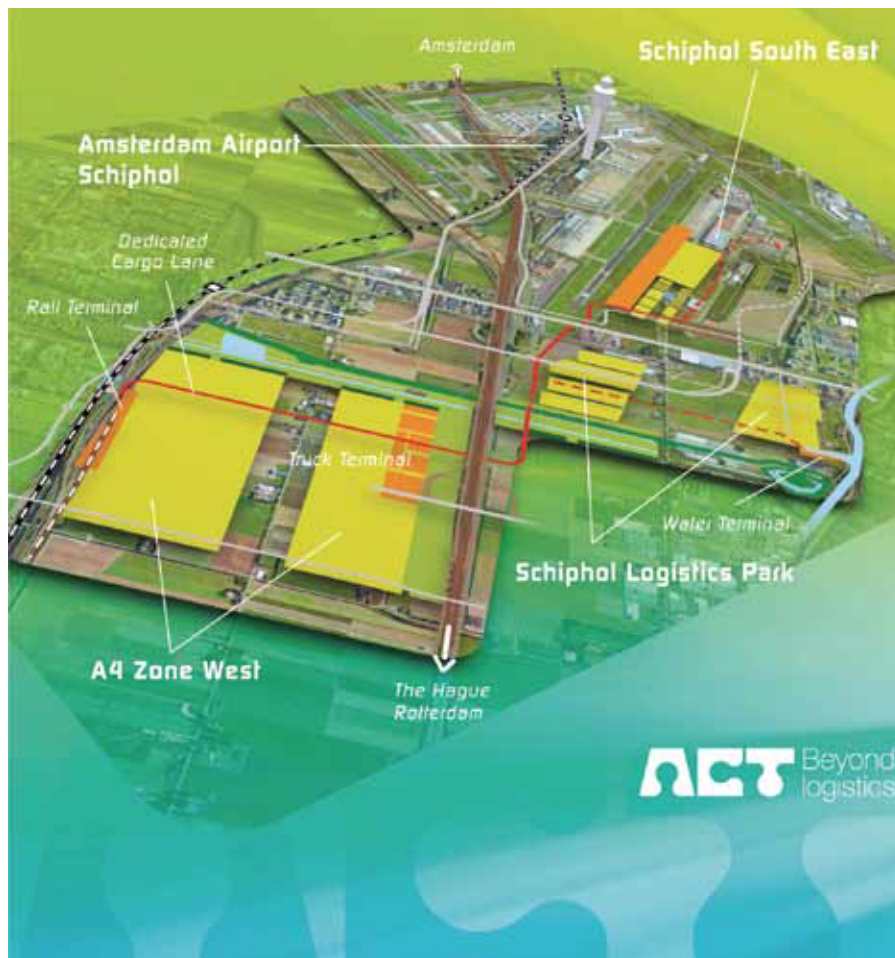 Amsterdam
Schiphol South East
Amsterdam Airport
Schiphol
Dedicated
Cargo Lane
Rail Terminal
Truck Terminal
Water Terminal
Schiphol Logistics Park
A4 Zone West
The Hague
Rotterdam
ACT Beyond
logistics